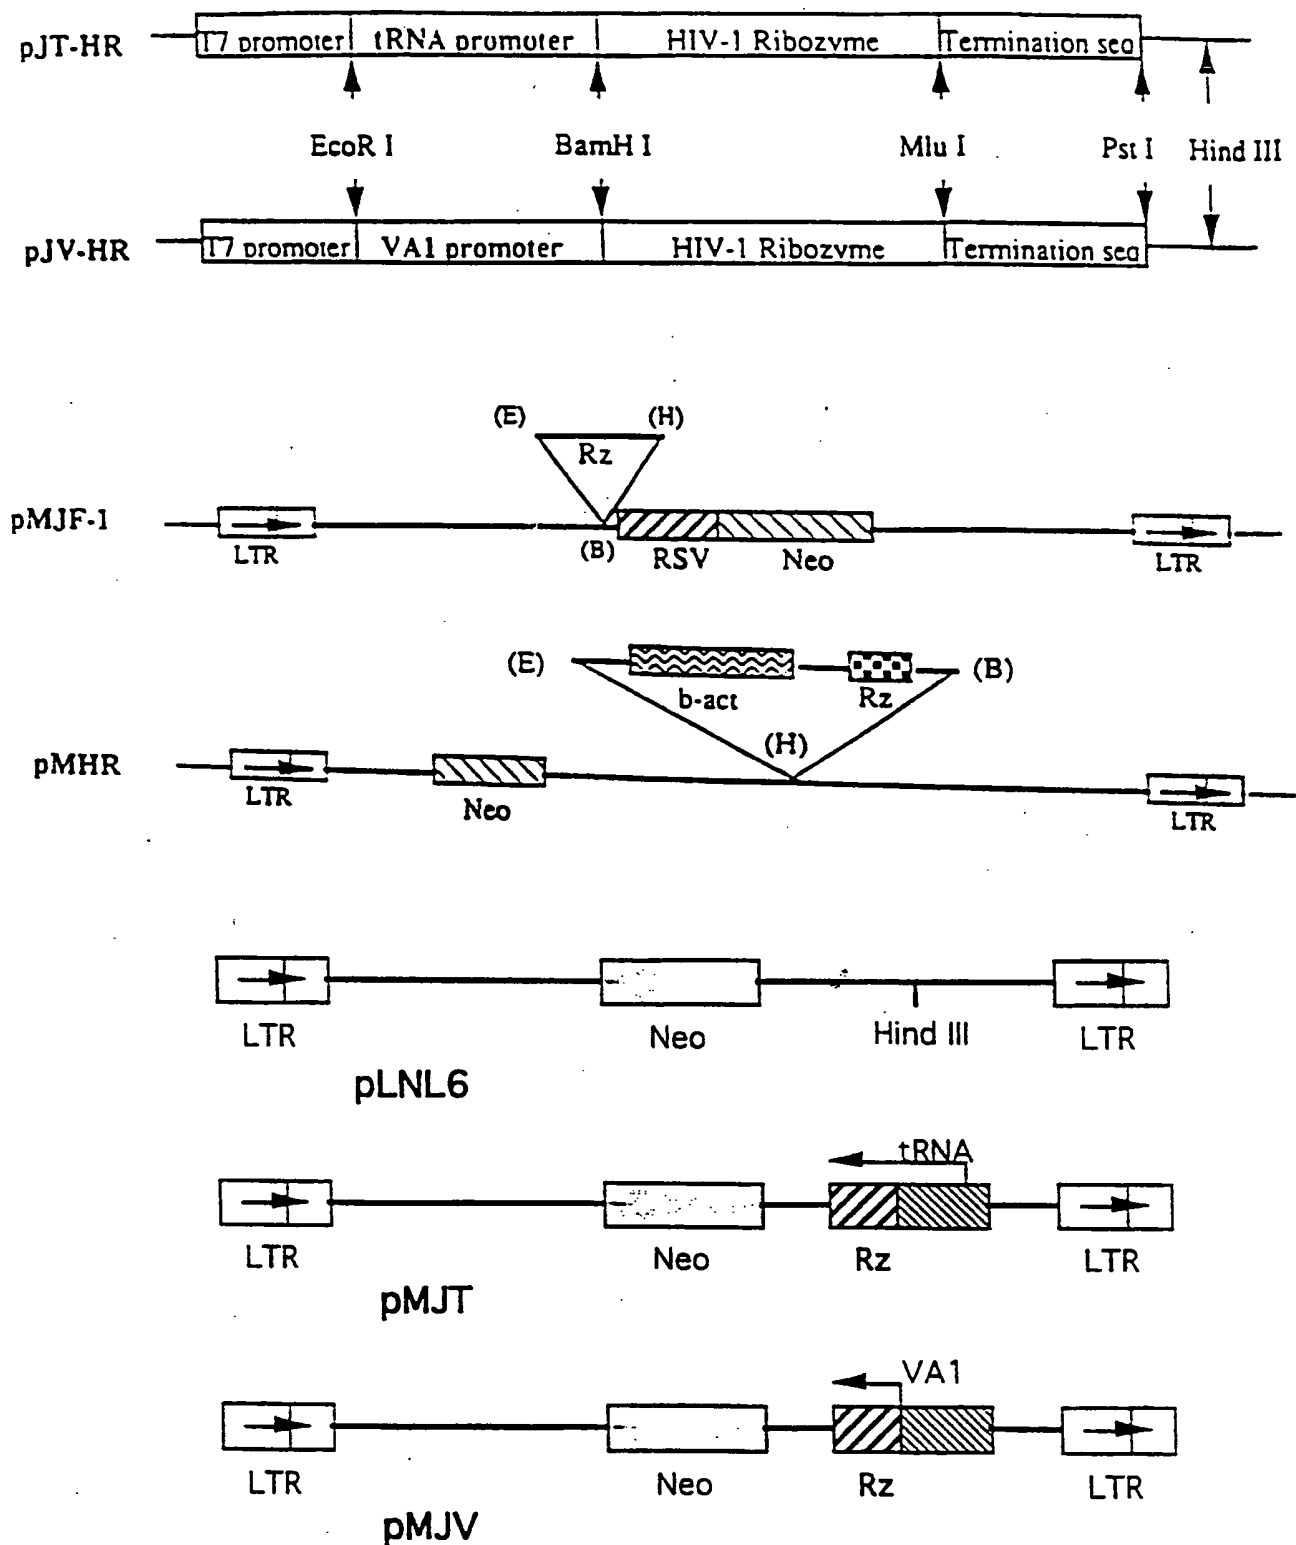 pJT-HR
T7 promoter tRNA promoter HIV-1 Ribozyme Termination seq
EcoR I BamH I Mlu I Pst I Hind III
pJV-HR
T7 promoter VA1 promoter HIV-1 Ribozyme Termination seq
(E) (H)
Rz
pMJF-1
LTR (B) RSV Neo LTR
(E) (B)
b-act Rz
(H)
pMHR
LTR Neo LTR
LTR Neo Hind III LTR
pLNL6
tRNA
LTR Neo Rz LTR
pMJT
VA1
LTR Neo Rz LTR
pMJV